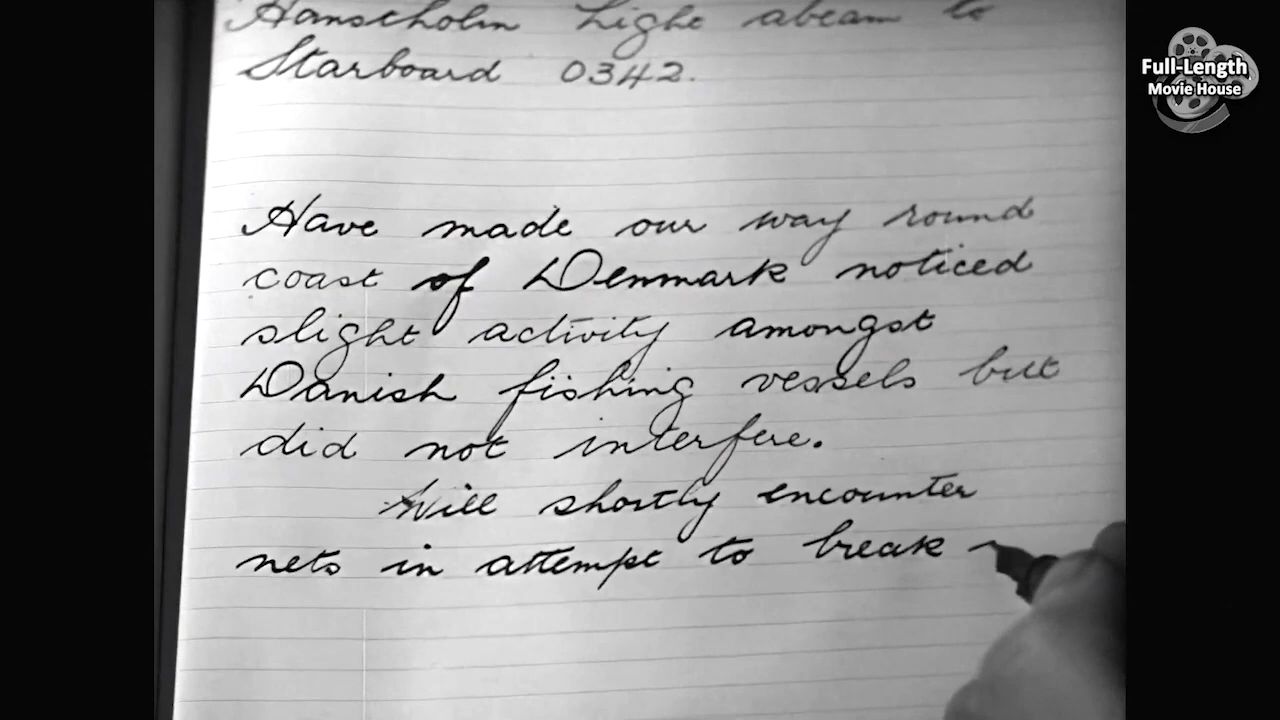 Hanscholm Light abeam to
Starboard 0342.
Have made our way round
coast of Denmark noticed
slight activity amongst
Danish fishing vessels but
did not interfere.
Will shortly encounter
nets in attempt to break
Full-Length
Movie House